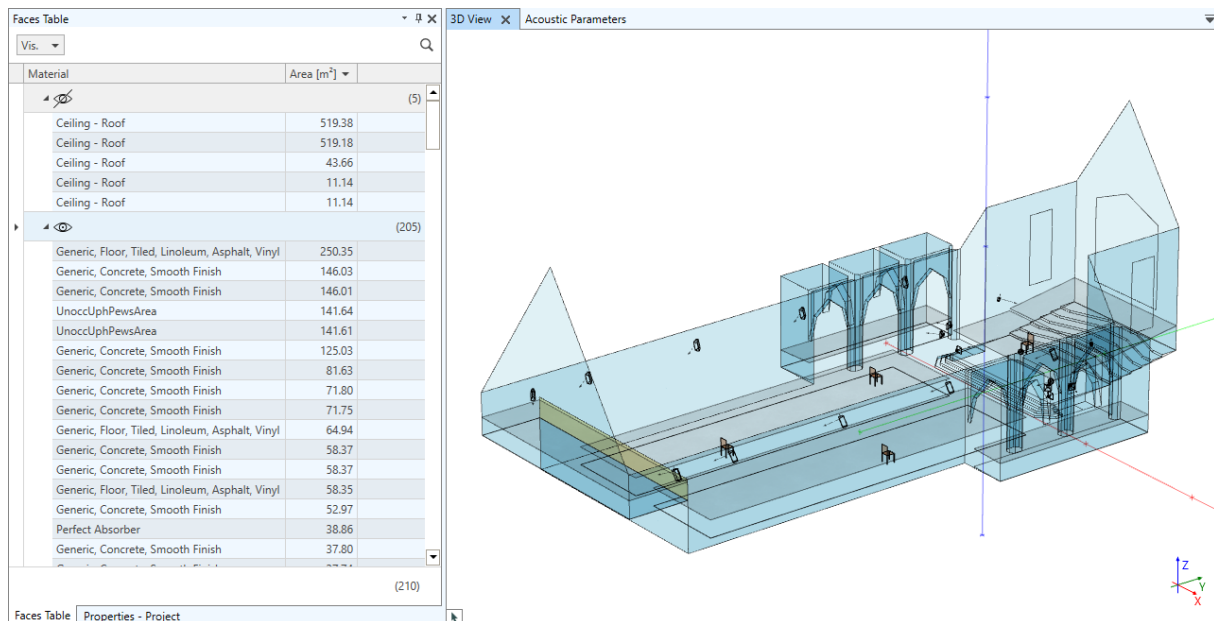 Faces Table
Vis.
Material Area [m²]
(5)
Ceiling - Roof 519.38
Ceiling - Roof 519.18
Ceiling - Roof 43.66
Ceiling - Roof 11.14
Ceiling - Roof 11.14
(205)
Generic, Floor, Tiled, Linoleum, Asphalt, Vinyl 250.35
Generic, Concrete, Smooth Finish 146.03
Generic, Concrete, Smooth Finish 146.01
UnoccUphPewsArea 141.64
UnoccUphPewsArea 141.61
Generic, Concrete, Smooth Finish 125.03
Generic, Concrete, Smooth Finish 81.63
Generic, Concrete, Smooth Finish 71.80
Generic, Concrete, Smooth Finish 71.75
Generic, Floor, Tiled, Linoleum, Asphalt, Vinyl 64.94
Generic, Concrete, Smooth Finish 58.37
Generic, Concrete, Smooth Finish 58.37
Generic, Floor, Tiled, Linoleum, Asphalt, Vinyl 58.35
Generic, Concrete, Smooth Finish 52.97
Perfect Absorber 38.86
Generic, Concrete, Smooth Finish 37.80
(210)
Faces Table Properties - Project
3D View Acoustic Parameters
Z
Y
X